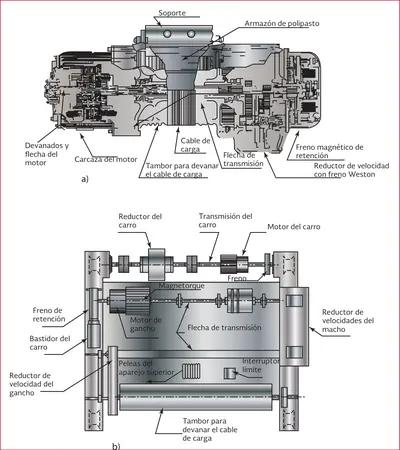 Soporte
Armazón de polipasto
Devanados y
flecha del
motor
Carcaza del motor
Cable de
carga
Tambor para devanar
el cable de carga
Flecha de
transmisión
Freno magnético de
retención
Reductor de velocidad
con freno Weston
a)
Reductor del
carro
Transmisión del
carro
Motor del carro
Freno
Magnetorque
Freno de
retención
Motor de
gancho
Flecha de transmisión
Reductor de
velocidades del
macho
Bastidor del
carro
Reductor de
velocidad del
gancho
Peleas del
aparejo superior
Interruptor
límite
Tambor para
devanar el cable
de carga
b)